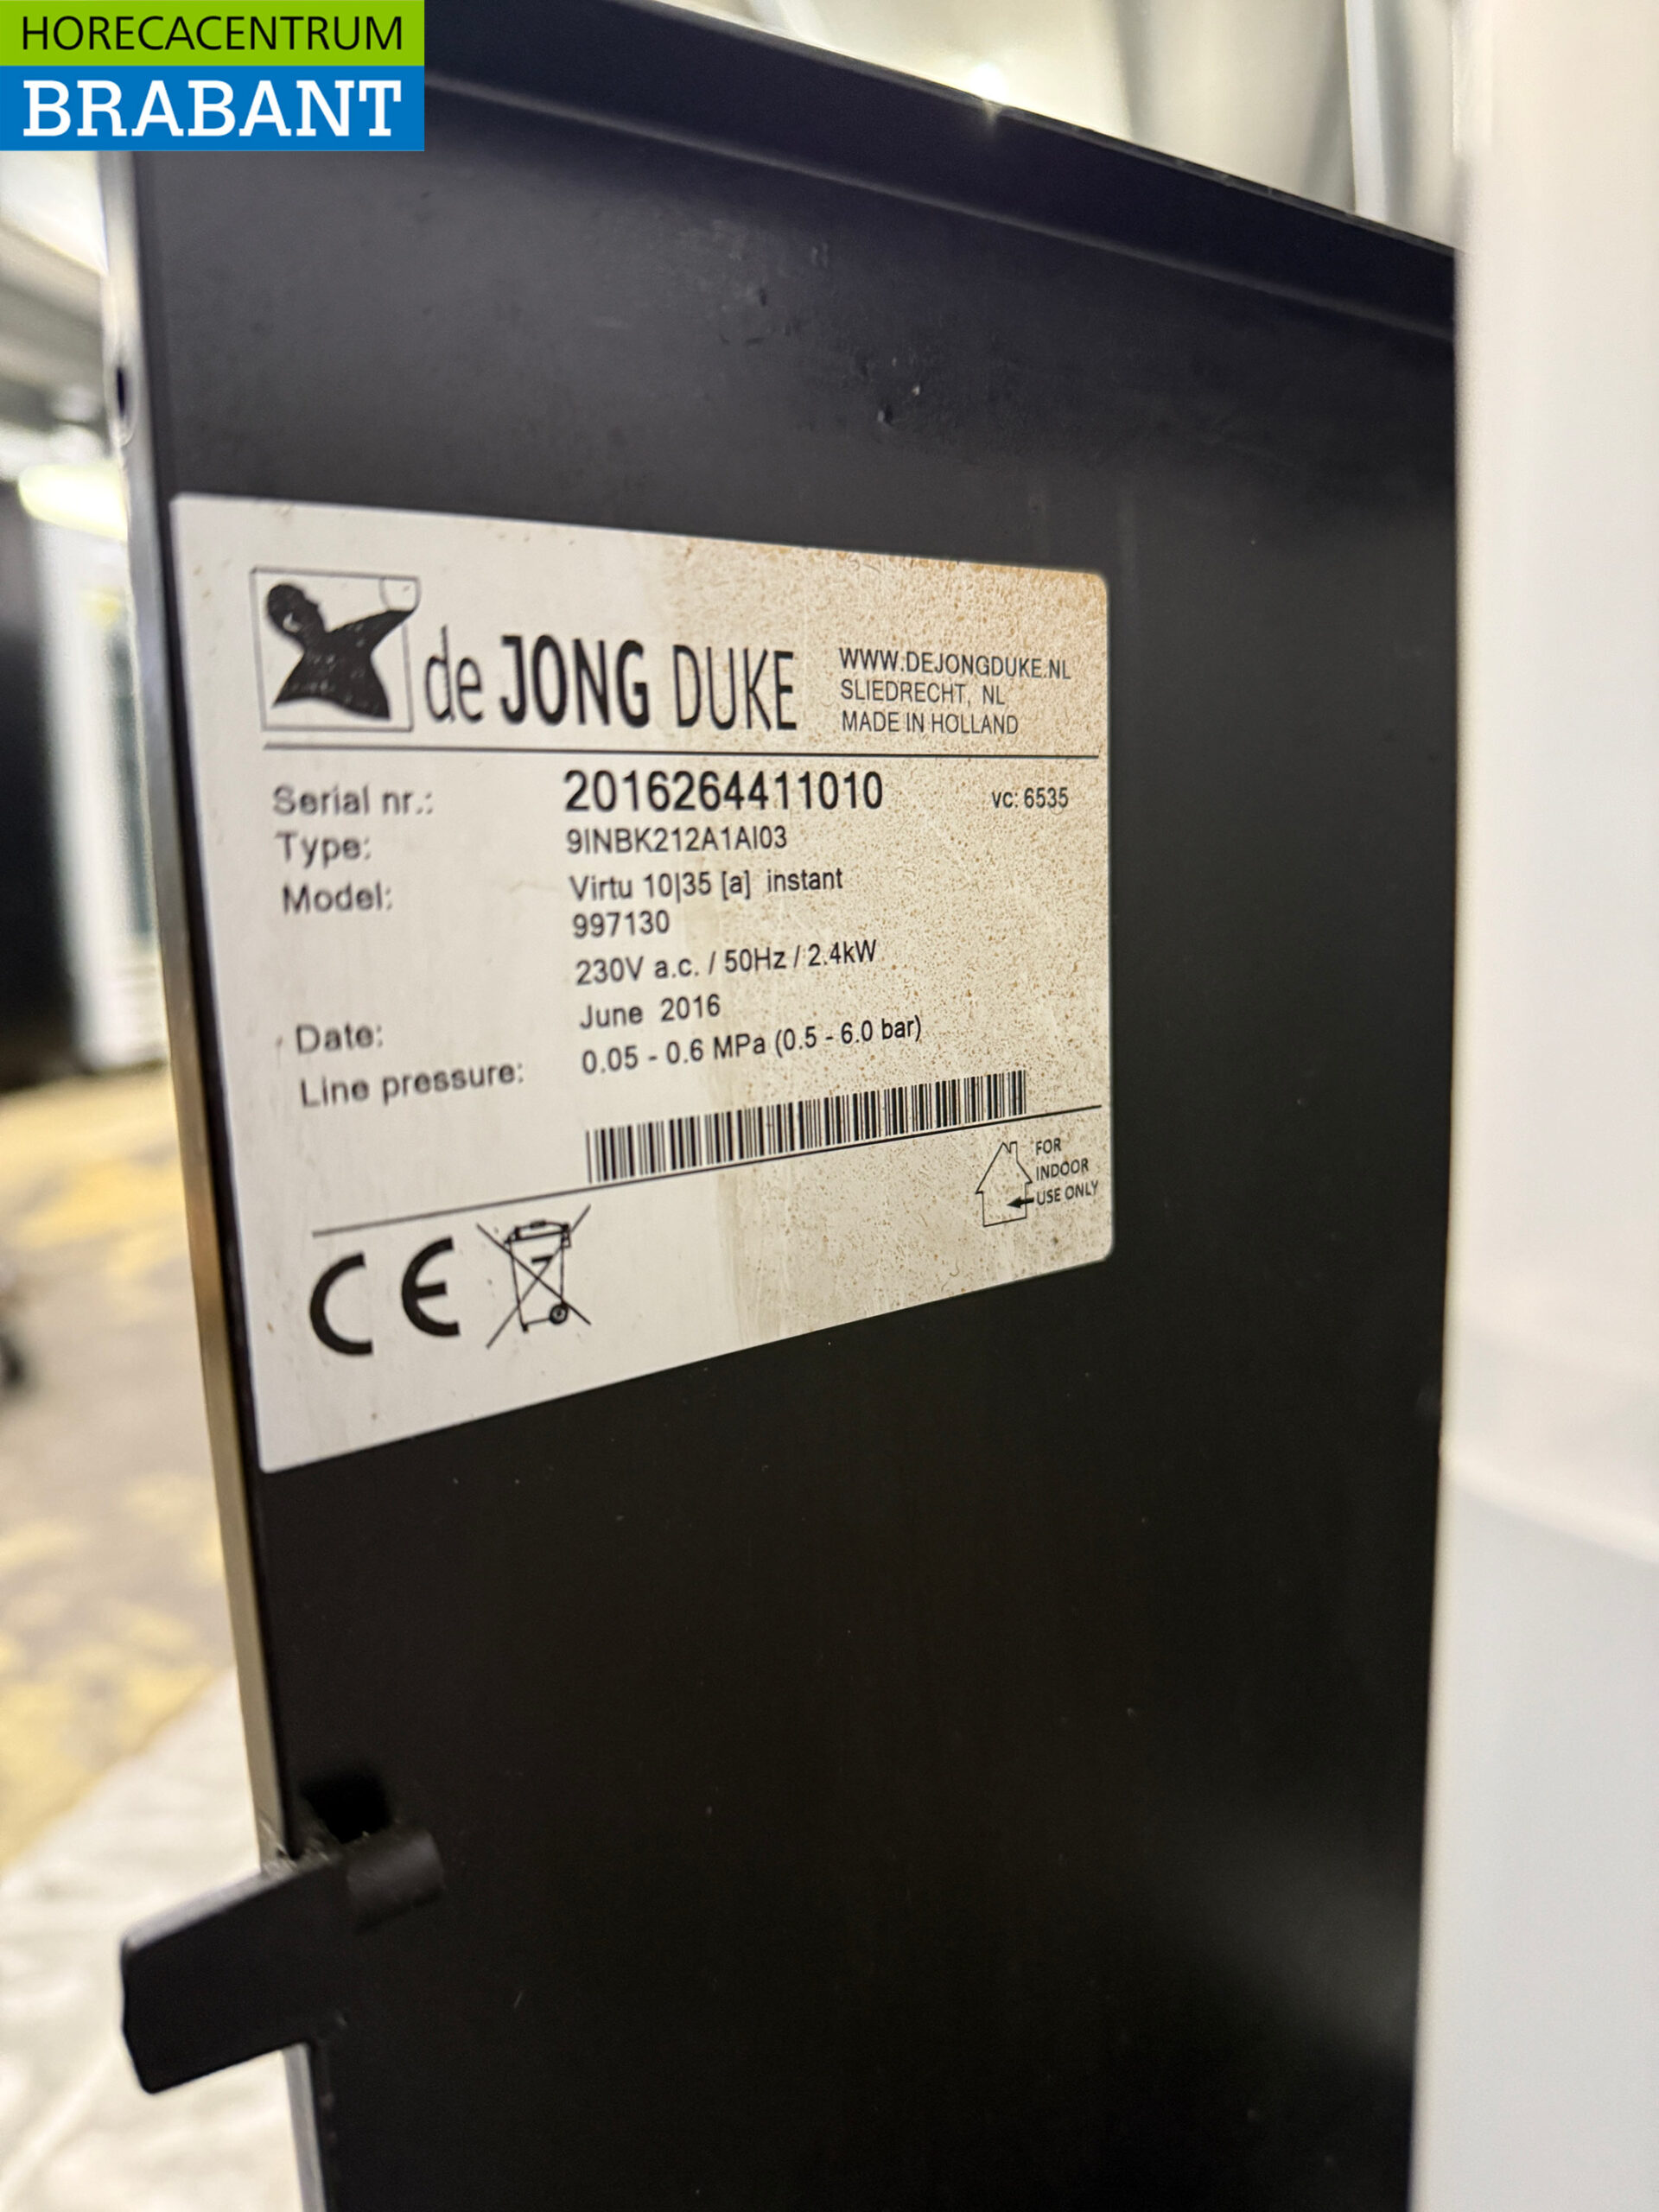 HORECACENTRUM
BRABANT
de JONG DUKE
WWW.DEJONGDUKE.NL
SLIEDRECHT, NL
MADE IN HOLLAND
Serial nr.: 2016264411010 vc: 6535
Type: 9INBK212A1AI03
Model: Virtu 10|35 [a] instant
997130
230V a.c. / 50Hz / 2.4kW
Date: June 2016
Line pressure: 0.05 - 0.6 MPa (0.5 - 6.0 bar)
FOR
INDOOR
USE ONLY
CE